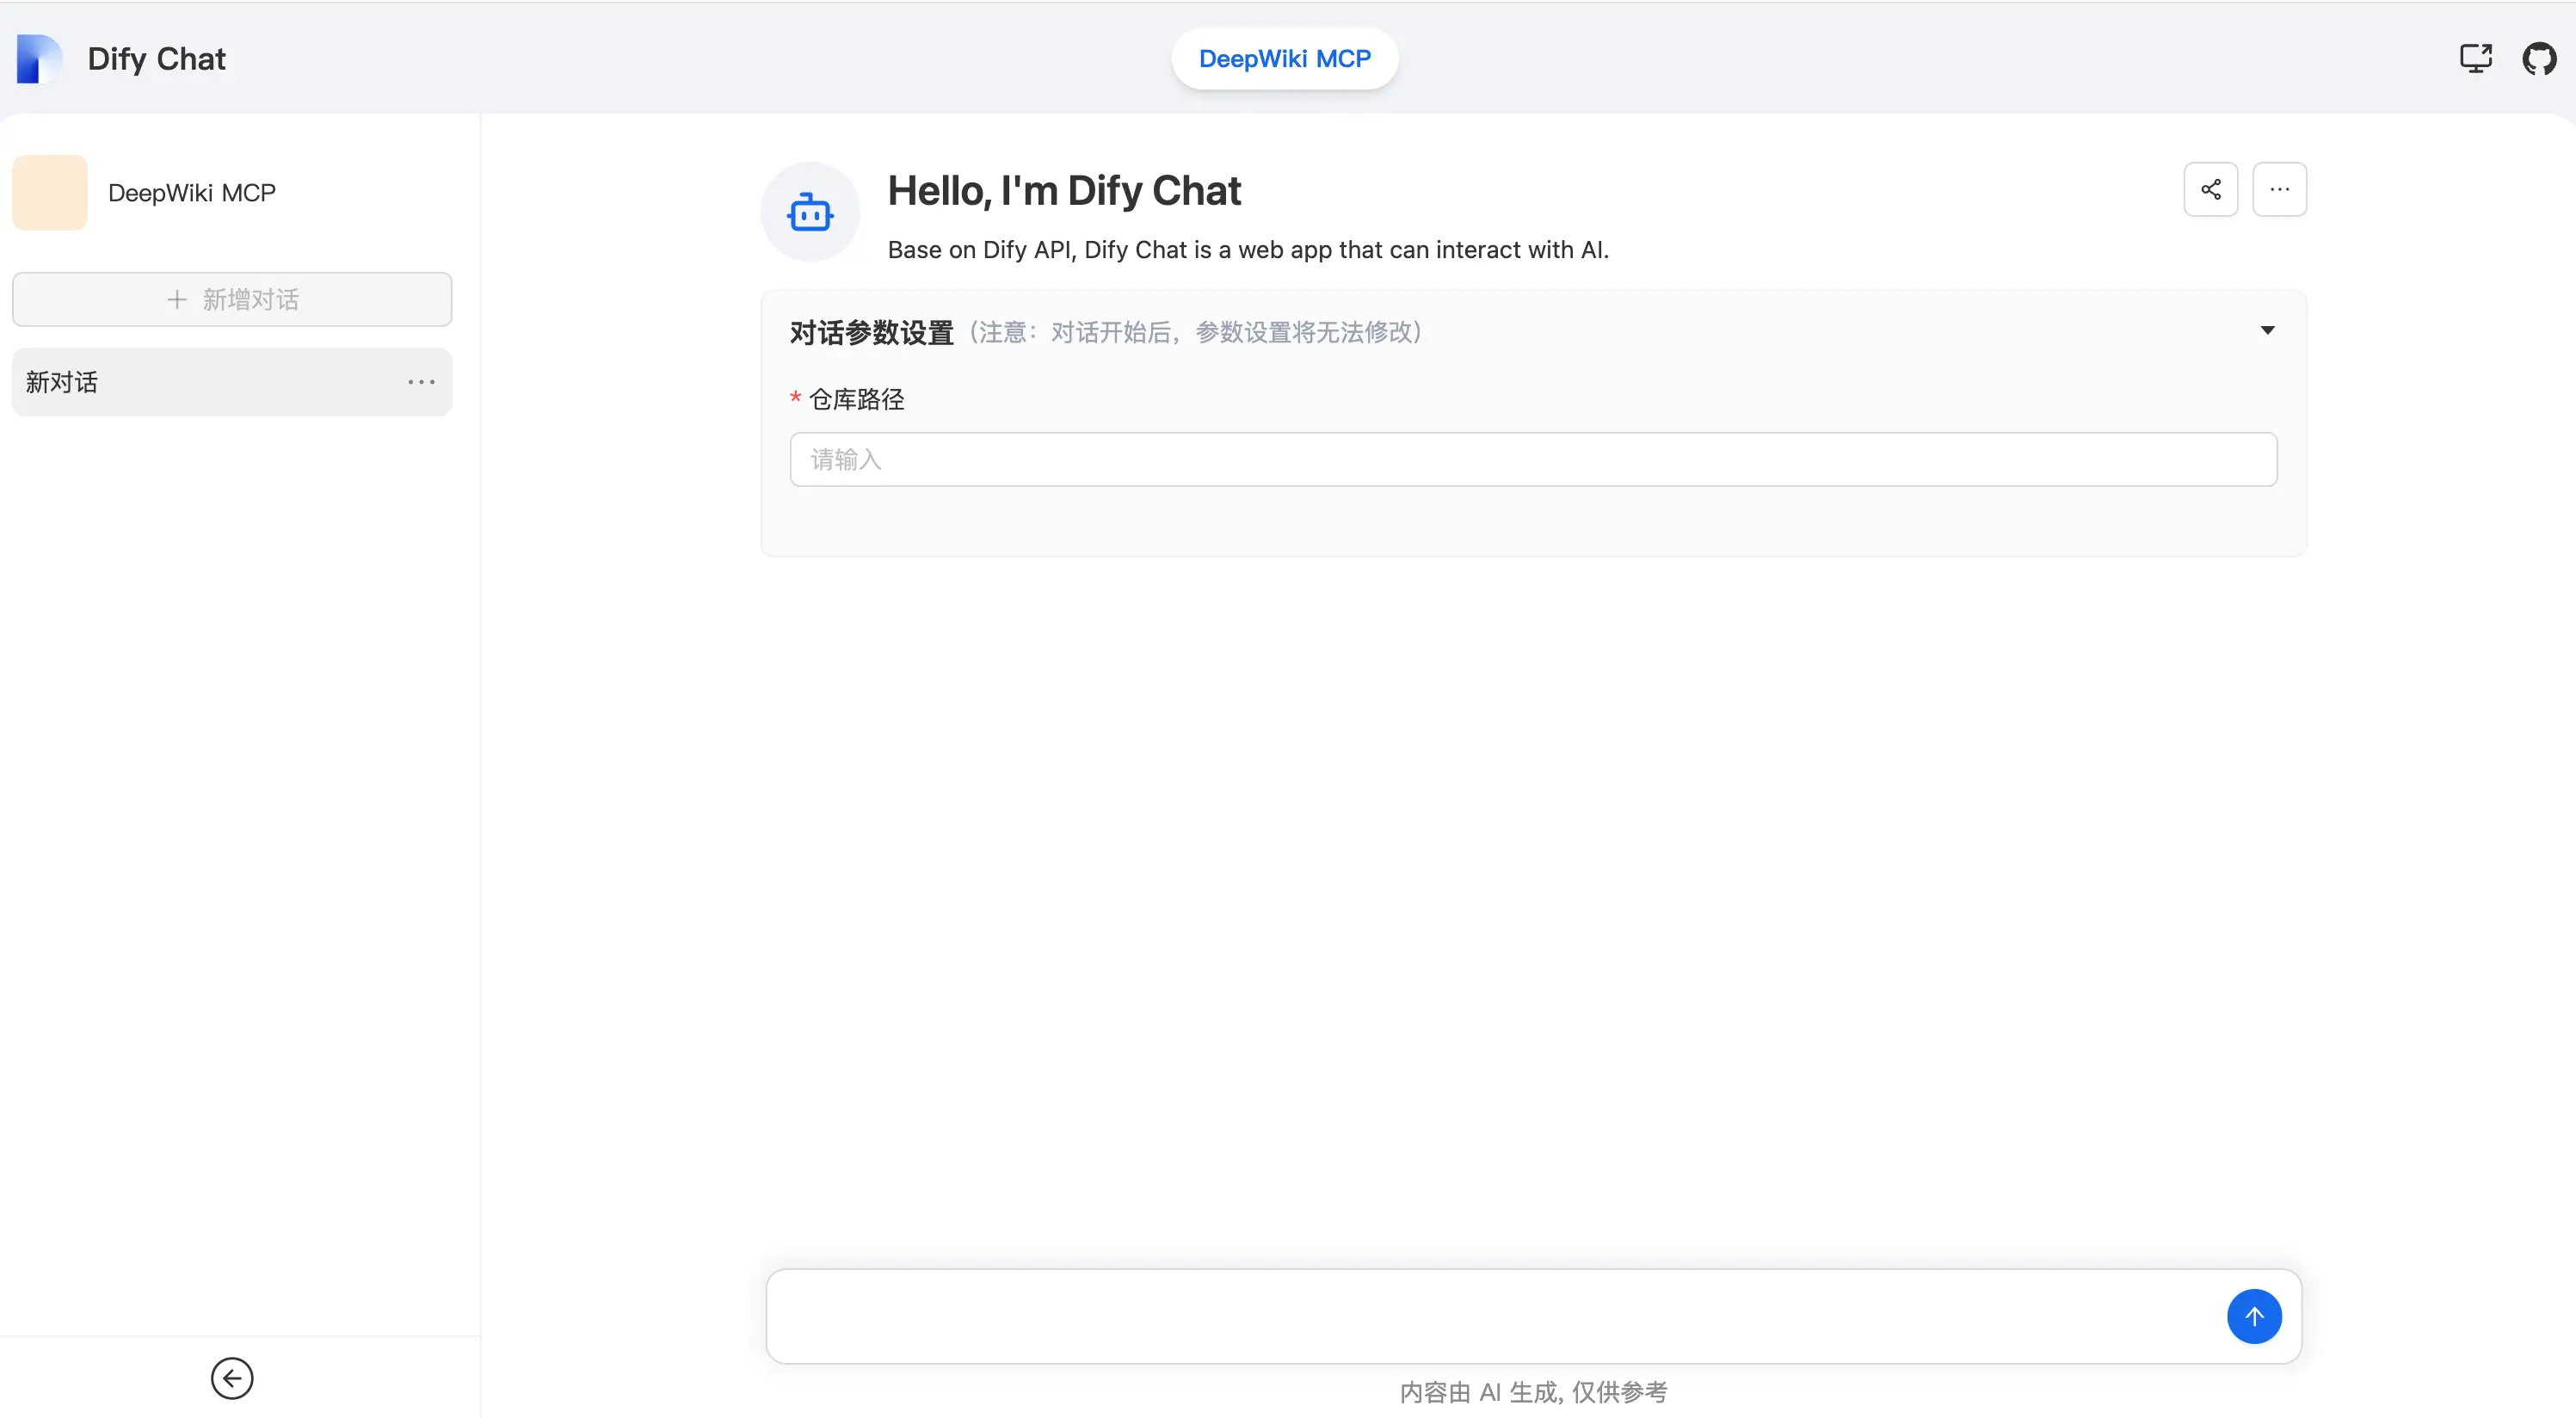 Dify Chat
DeepWiki MCP
DeepWiki MCP
新增对话
新对话
Hello, I'm Dify Chat
Base on Dify API, Dify Chat is a web app that can interact with AI.
对话参数设置（注意：对话开始后，参数设置将无法修改）
* 仓库路径
请输入
内容由 AI 生成, 仅供参考